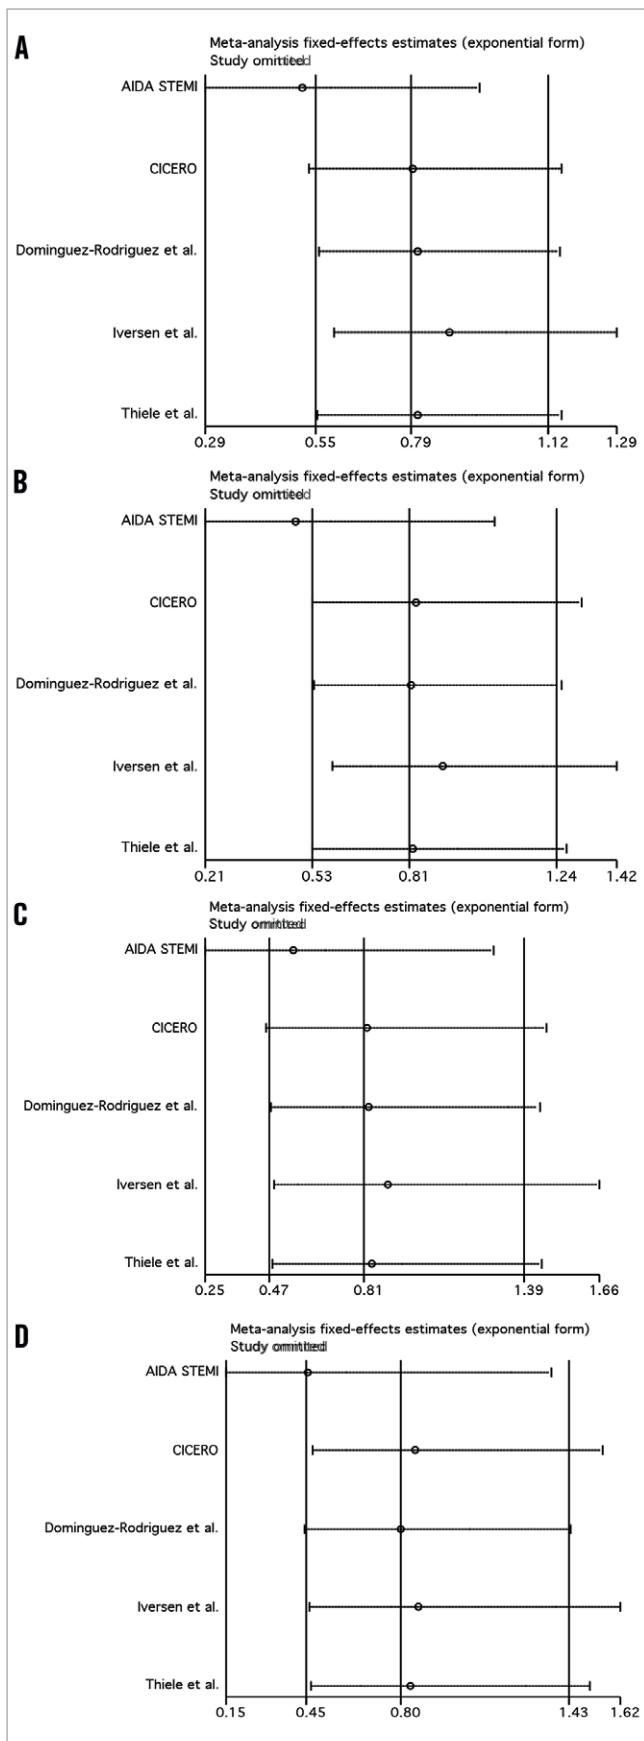 A
Meta-analysis fixed-effects estimates (exponential form)
Study omitted
AIDA STEMI
CICERO
Dominguez-Rodriguez et al.
Iversen et al.
Thiele et al.
0.29 0.55 0.79 1.12 1.29
B
Meta-analysis fixed-effects estimates (exponential form)
Study omitted
AIDA STEMI
CICERO
Dominguez-Rodriguez et al.
Iversen et al.
Thiele et al.
0.21 0.53 0.81 1.24 1.42
C
Meta-analysis fixed-effects estimates (exponential form)
Study omitted
AIDA STEMI
CICERO
Dominguez-Rodriguez et al.
Iversen et al.
Thiele et al.
0.25 0.47 0.81 1.39 1.66
D
Meta-analysis fixed-effects estimates (exponential form)
Study omitted
AIDA STEMI
CICERO
Dominguez-Rodriguez et al.
Iversen et al.
Thiele et al.
0.15 0.45 0.80 1.43 1.62